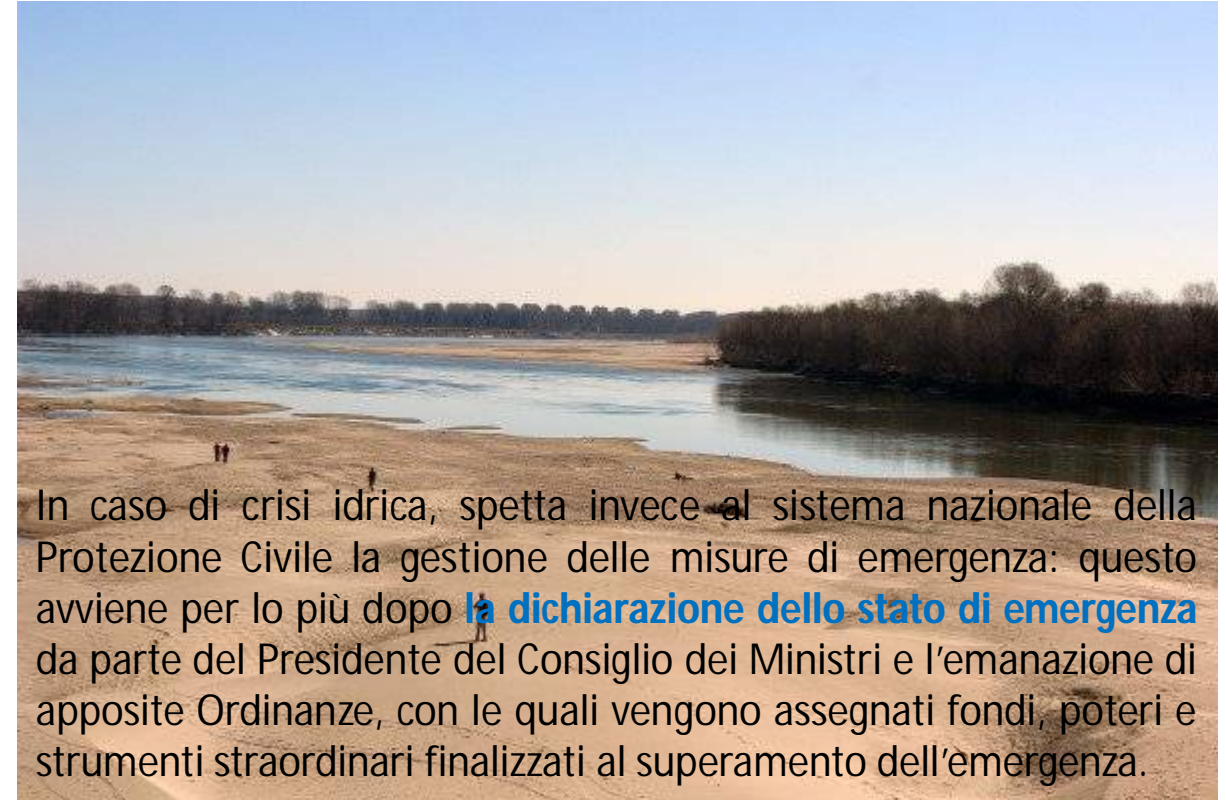 In caso di crisi idrica, spetta invece al sistema nazionale della
Protezione Civile la gestione delle misure di emergenza: questo
avviene per lo più dopo la dichiarazione dello stato di emergenza
da parte del Presidente del Consiglio dei Ministri e l'emanazione di
apposite Ordinanze, con le quali vengono assegnati fondi, poteri e
strumenti straordinari finalizzati al superamento dell'emergenza.